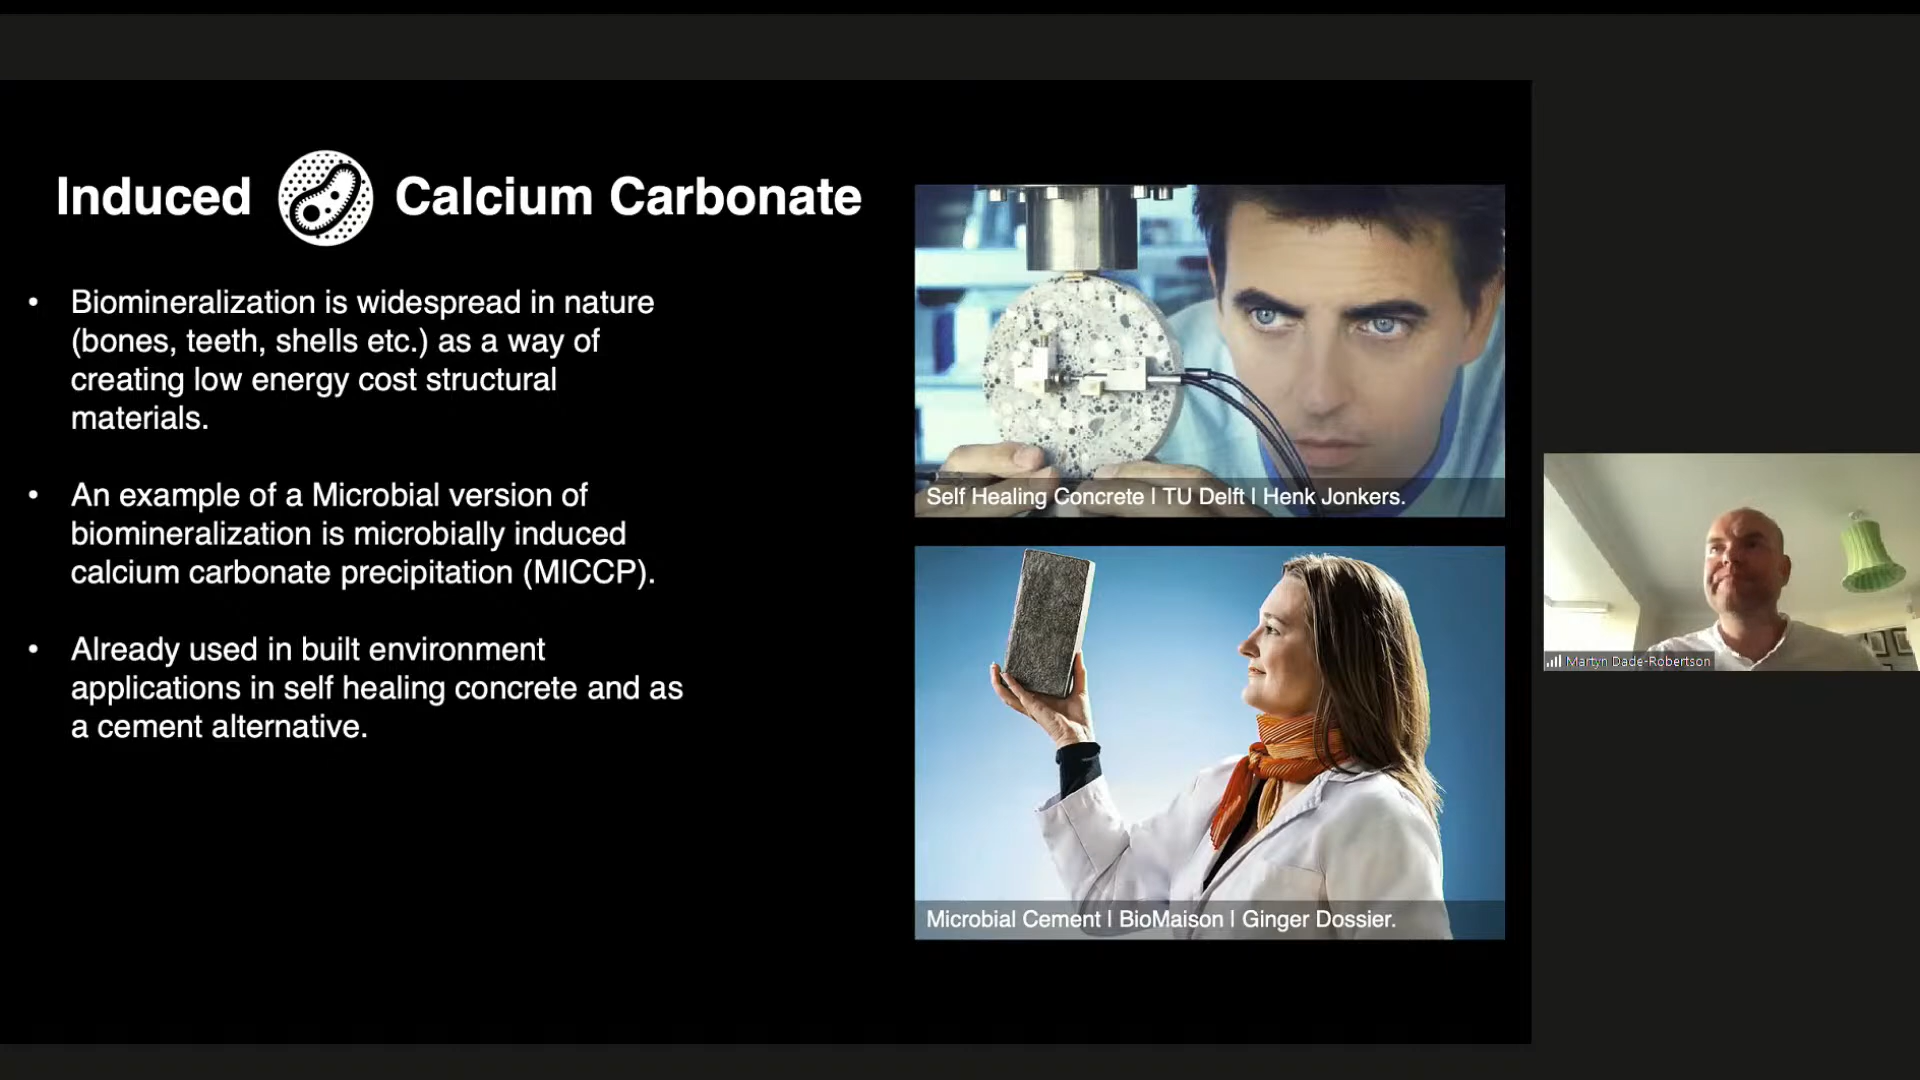 Induced Calcium Carbonate
• Biomineralization is widespread in nature
(bones, teeth, shells etc.) as a way of
creating low energy cost structural
materials.
• An example of a Microbial version of
biomineralization is microbially induced
calcium carbonate precipitation (MICCP).
• Already used in built environment
applications in self healing concrete and as
a cement alternative.
Self Healing Concrete | TU Delft | Henk Jonkers.
Microbial Cement | BioMaison | Ginger Dossier.
Martyn Dade-Robertson